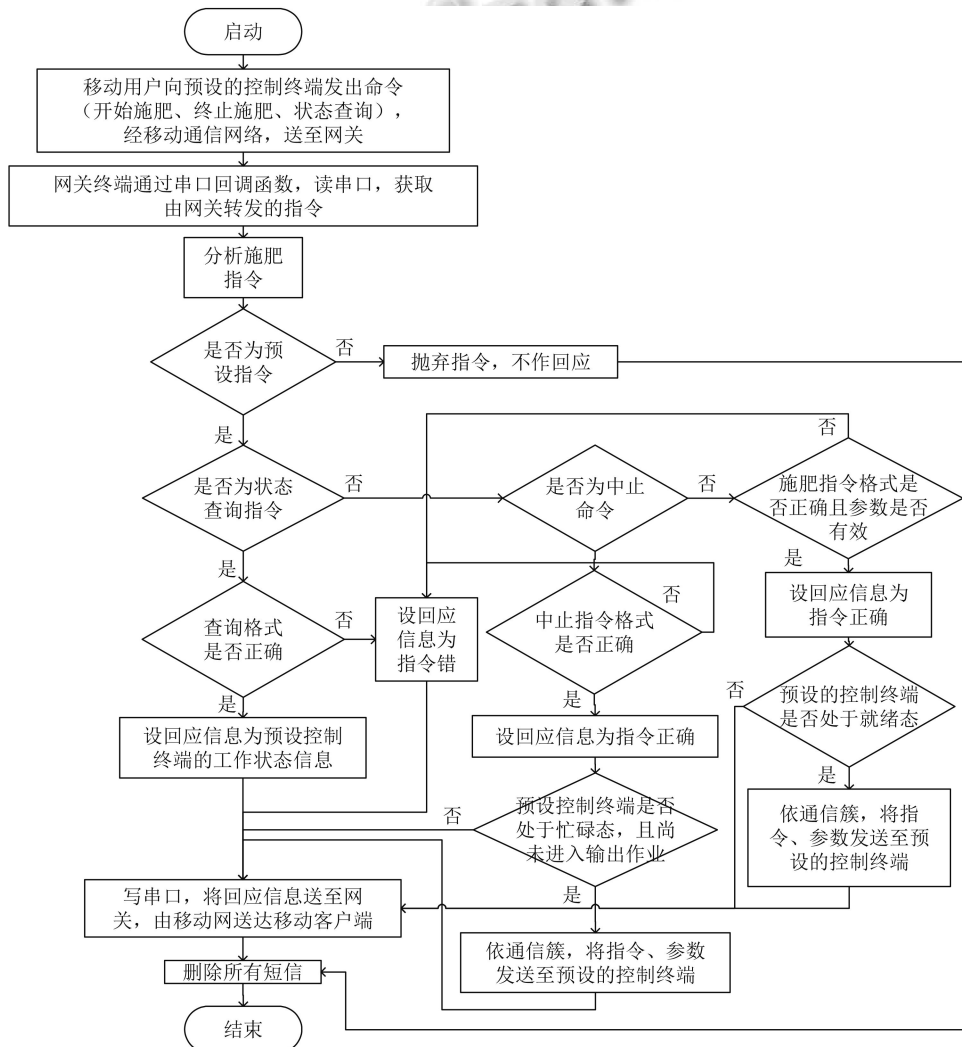 启动
移动用户向预设的控制终端发出命令
（开始施肥、终止施肥、状态查询），
经移动通信网络，送至网关
网关终端通过串口回调函数，读串口，获取
由网关转发的指令
分析施肥
指令
是否为预
设指令
否
抛弃指令，不作回应
是
否
是否为状态
查询指令
否
是否为中止
命令
否
施肥指令格式是
否正确且参数是否
有效
是
是
设回应信息为
指令正确
查询格式
是否正确
否
设回应
信息为
指令错
中止指令格式
是否正确
否
是
是
否
预设的控制终端
是否处于就绪态
设回应信息为预设控制
终端的工作状态信息
设回应信息为指令正确
是
否
预设控制终端是否
处于忙碌态，且尚
未进入输出作业
依通信簇，将指
令、参数发送至预
设的控制终端
是
写串口，将回应信息送至网
关，由移动网送达移动客户端
依通信簇，将指令、参数
发送至预设的控制终端
删除所有短信
结束